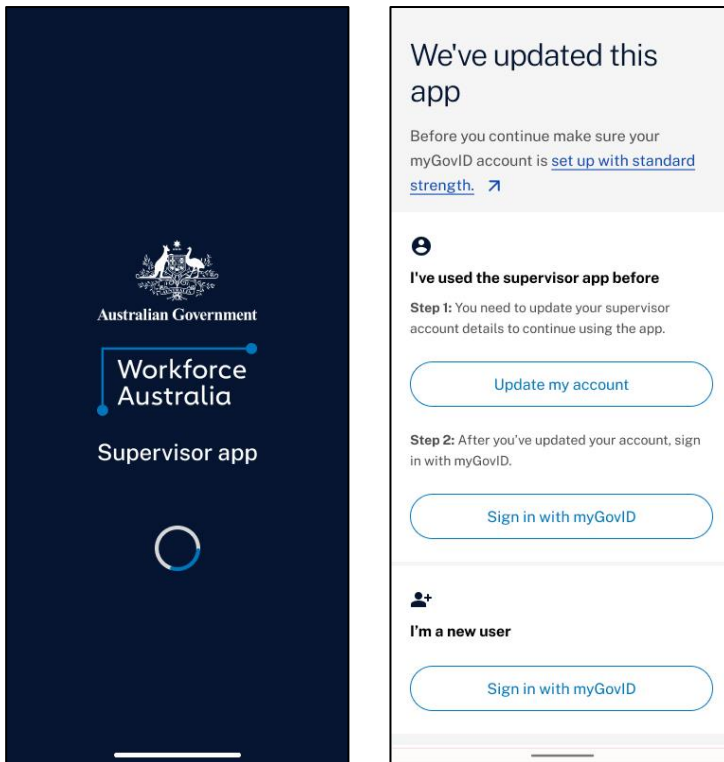 Australian Government
Workforce
Australia
Supervisor app
We've updated this
app
Before you continue make sure your
myGovID account is set up with standard
strength.
I've used the supervisor app before
Step 1: You need to update your supervisor
account details to continue using the app.
Update my account
Step 2: After you've updated your account, sign
in with myGovID.
Sign in with myGovID
I'm a new user
Sign in with myGovID